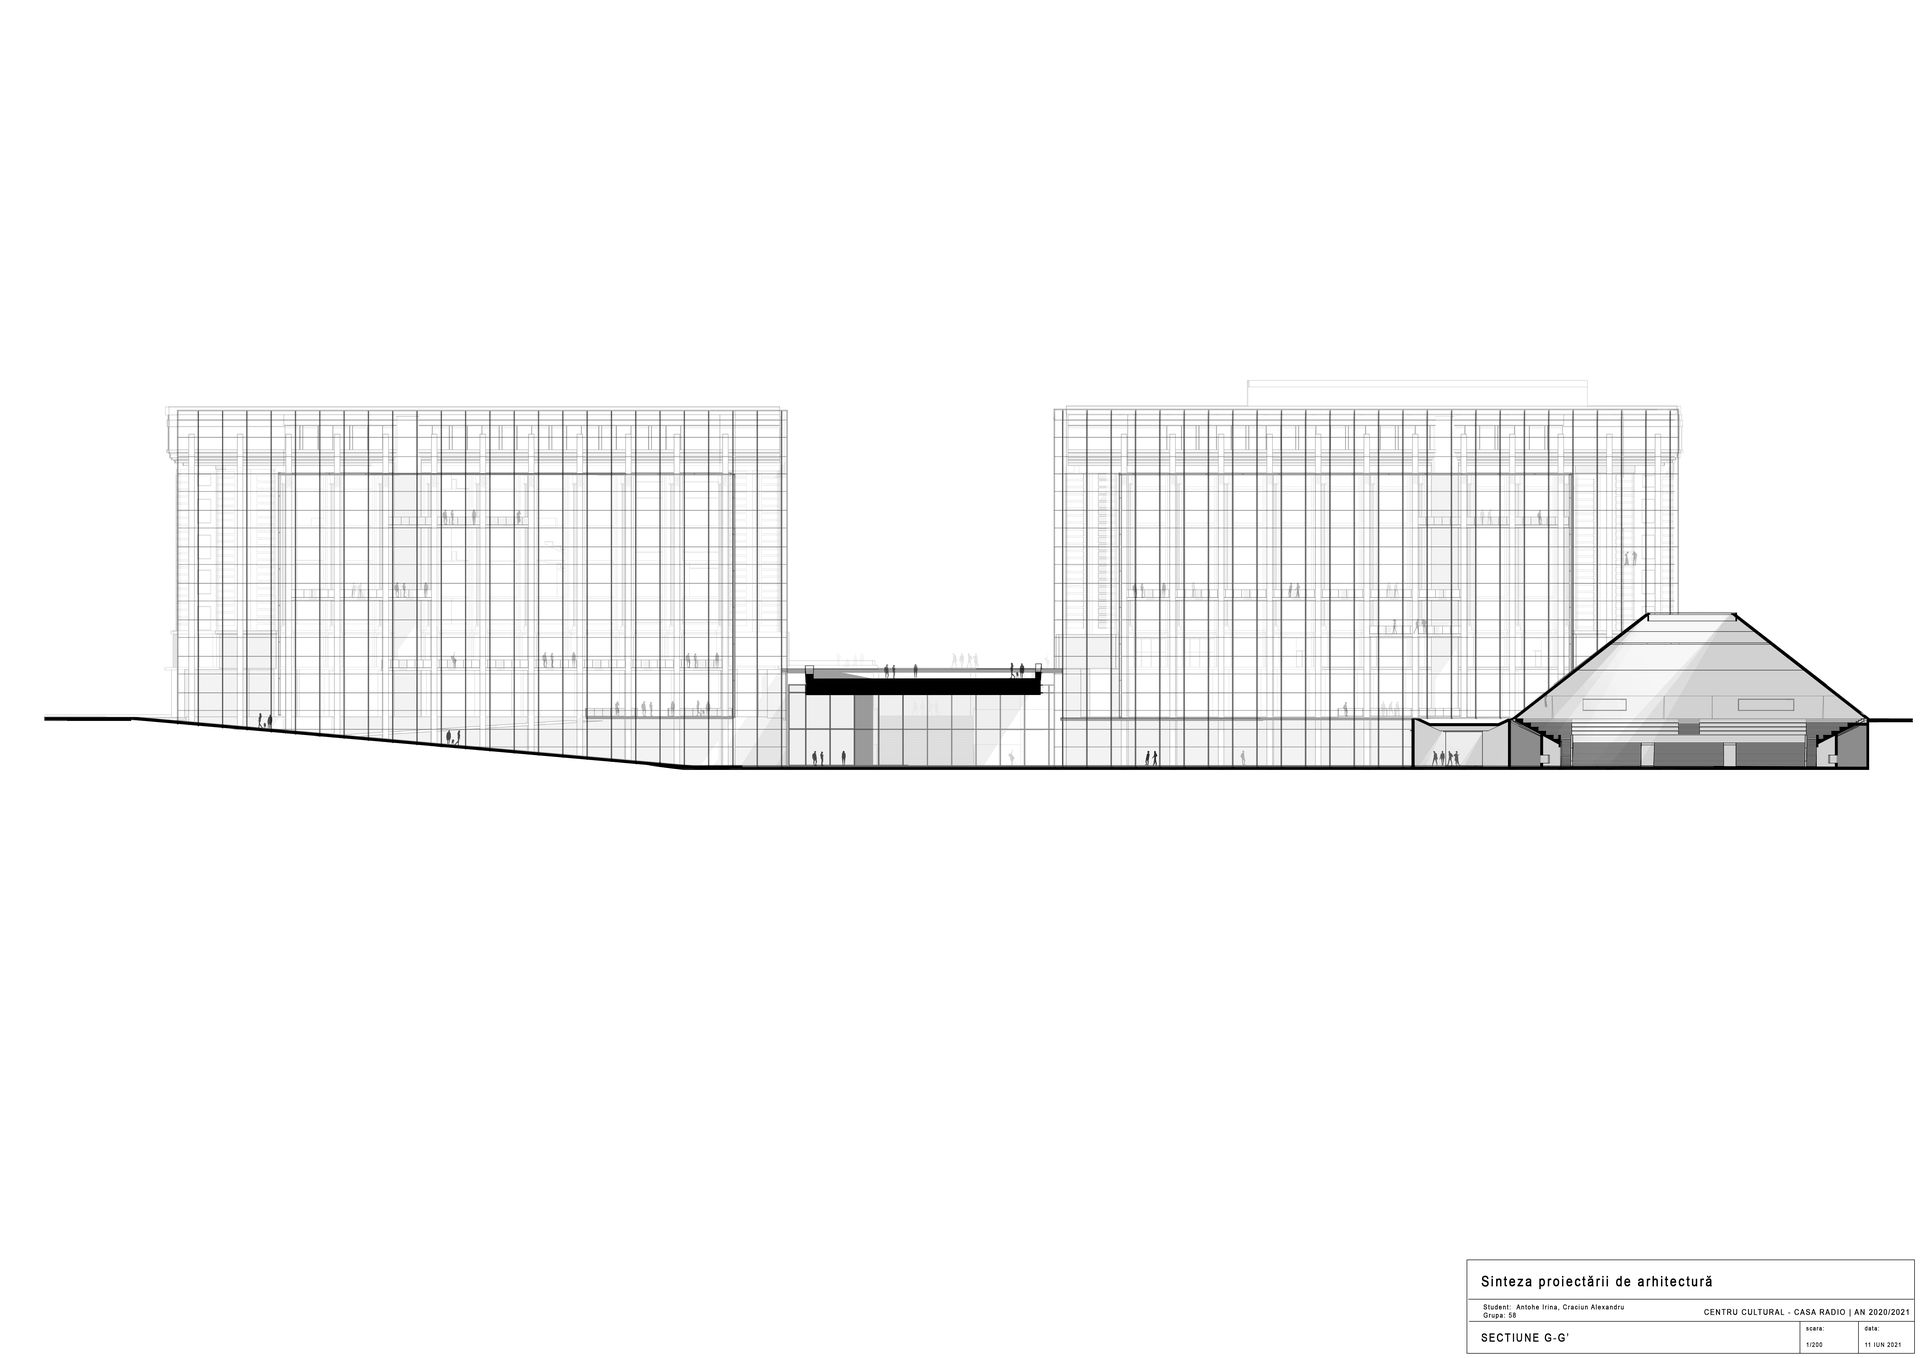 Sinteza proiectării de arhitectură
Student: Antohe Irina, Craciun Alexandru
Grupa: 58
CENTRU CULTURAL - CASA RADIO | AN 2020/2021
SECTIUNE G-G'
scara:
1/200
data:
11 IUN 2021